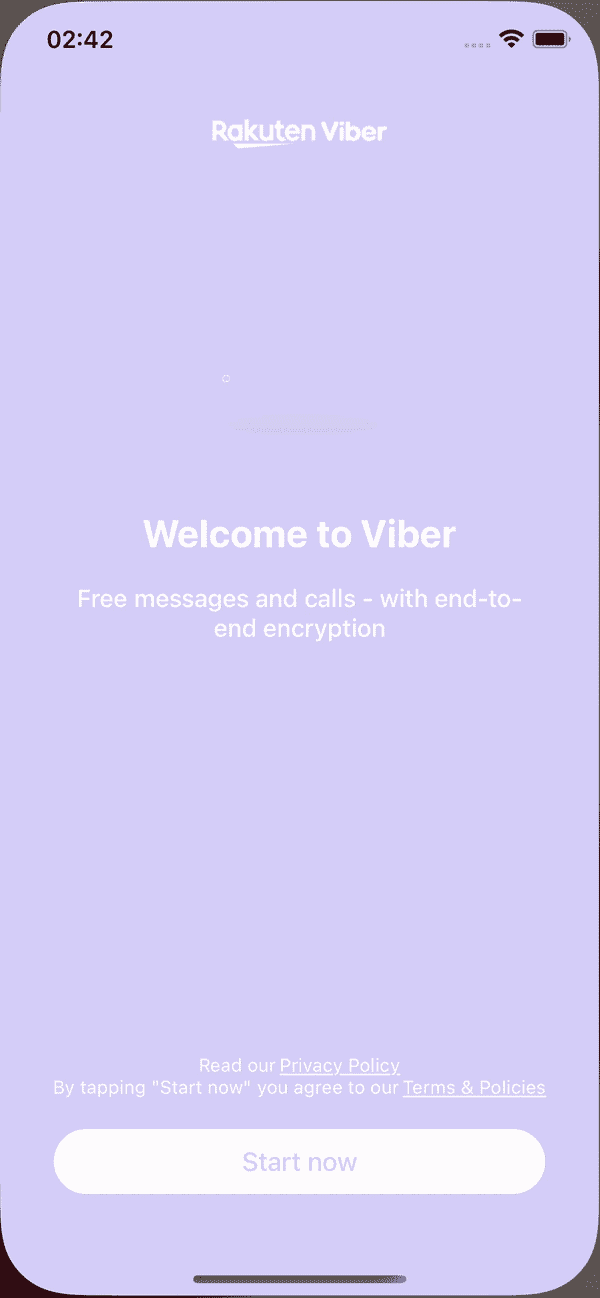 02:42
Rakuten Viber
Welcome to Viber
Free messages and calls - with end-to-
end encryption
Read our Privacy Policy
By tapping "Start now" you agree to our Terms & Policies
Start now